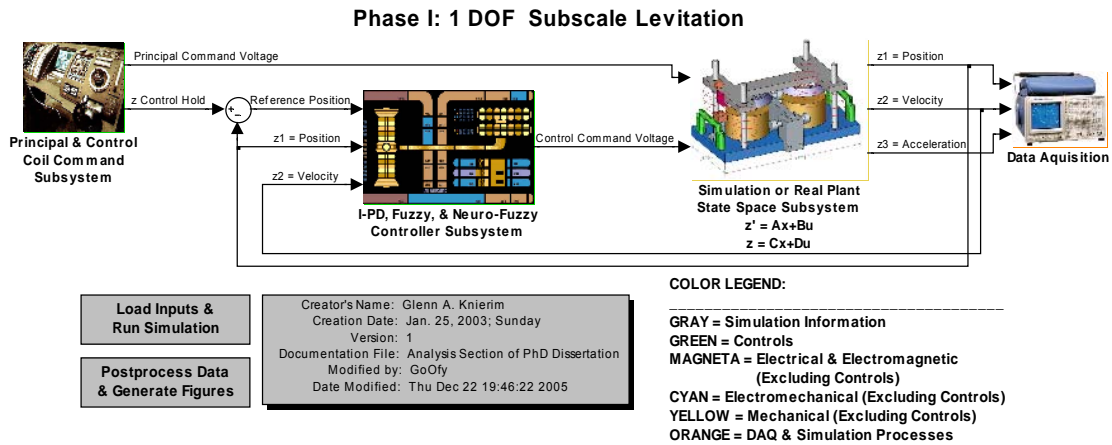 Phase I: 1 DOF Subscale Levitation
Principal Command Voltage
z Control Hold
Principal & Control
Coil Command
Subsystem
+
−
Reference Position
z1 = Position
z2 = Velocity
I-PD, Fuzzy, & Neuro-Fuzzy
Controller Subsystem
Control Command Voltage
Simulation or Real Plant
State Space Subsystem
z' = Ax+Bu
z = Cx+Du
z1 = Position
z2 = Velocity
z3 = Acceleration
Data Aquisition
Load Inputs &
Run Simulation
Postprocess Data
& Generate Figures
Creator's Name: Glenn A. Knierim
Creation Date: Jan. 25, 2003; Sunday
Version: 1
Documentation File: Analysis Section of PhD Dissertation
Modified by: GoOfy
Date Modified: Thu Dec 22 19:46:22 2005
COLOR LEGEND:
GRAY = Simulation Information
GREEN = Controls
MAGNETA = Electrical & Electromagnetic
(Excluding Controls)
CYAN = Electromechanical (Excluding Controls)
YELLOW = Mechanical (Excluding Controls)
ORANGE = DAQ & Simulation Processes